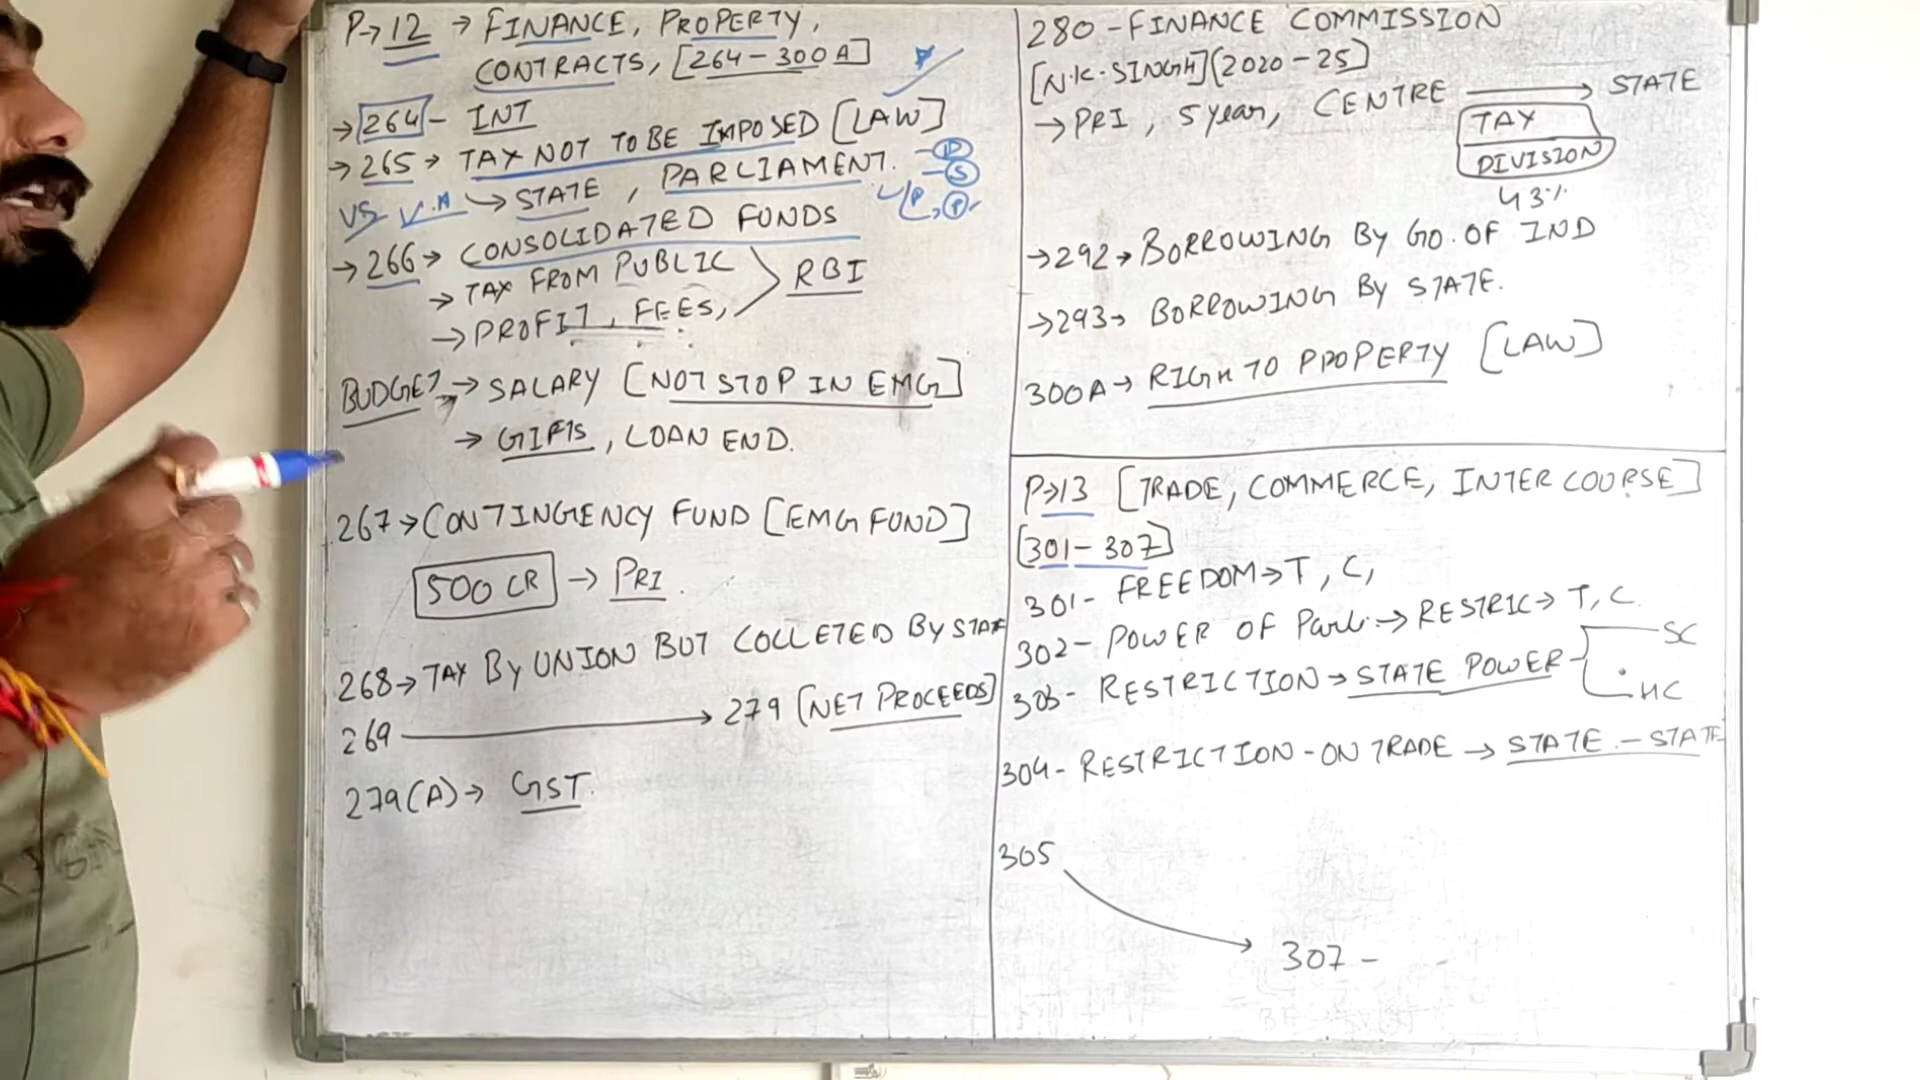 P→12 → FINANCE, PROPERTY,
CONTRACTS, [264-300A]
→ 264 - INT
→ 265 → TAX NOT TO BE IMPOSED [LAW]
→ STATE, PARLIAMENT.
→ 266 → CONSOLIDATED FUNDS
→ TAX FROM PUBLIC
→ PROFIT, FEES,
RBI
BUDGET → SALARY [NOT STOP IN EMG]
→ GIFTS, LOAN END.
267 → CONTINGENCY FUND [EMG FUND]
500 CR → PRI.
268 → TAX BY UNION BUT COLLETED BY STAT
269 → 279 [NET PROCEEDS]
279(A) → GST.
280 - FINANCE COMMISSION
[N.K. SINGH] (2020-25]
→ PRI, 5 year, CENTRE → STATE
TAX
DIVISION
43%
→ 292 → BORROWING BY GO. OF IND
→ 293 → BORROWING BY STATE.
300A → RIGH TO PROPERTY [LAW]
P→13 [TRADE, COMMERCE, INTER COURSE]
[301-307]
301- FREEDOM → T, C,
302- POWER OF Parl. → RESTRIC → T, C.
303- RESTRICTION → STATE POWER
SC
HC
304- RESTRICTION - ON TRADE → STATE - STATE
305
307 -